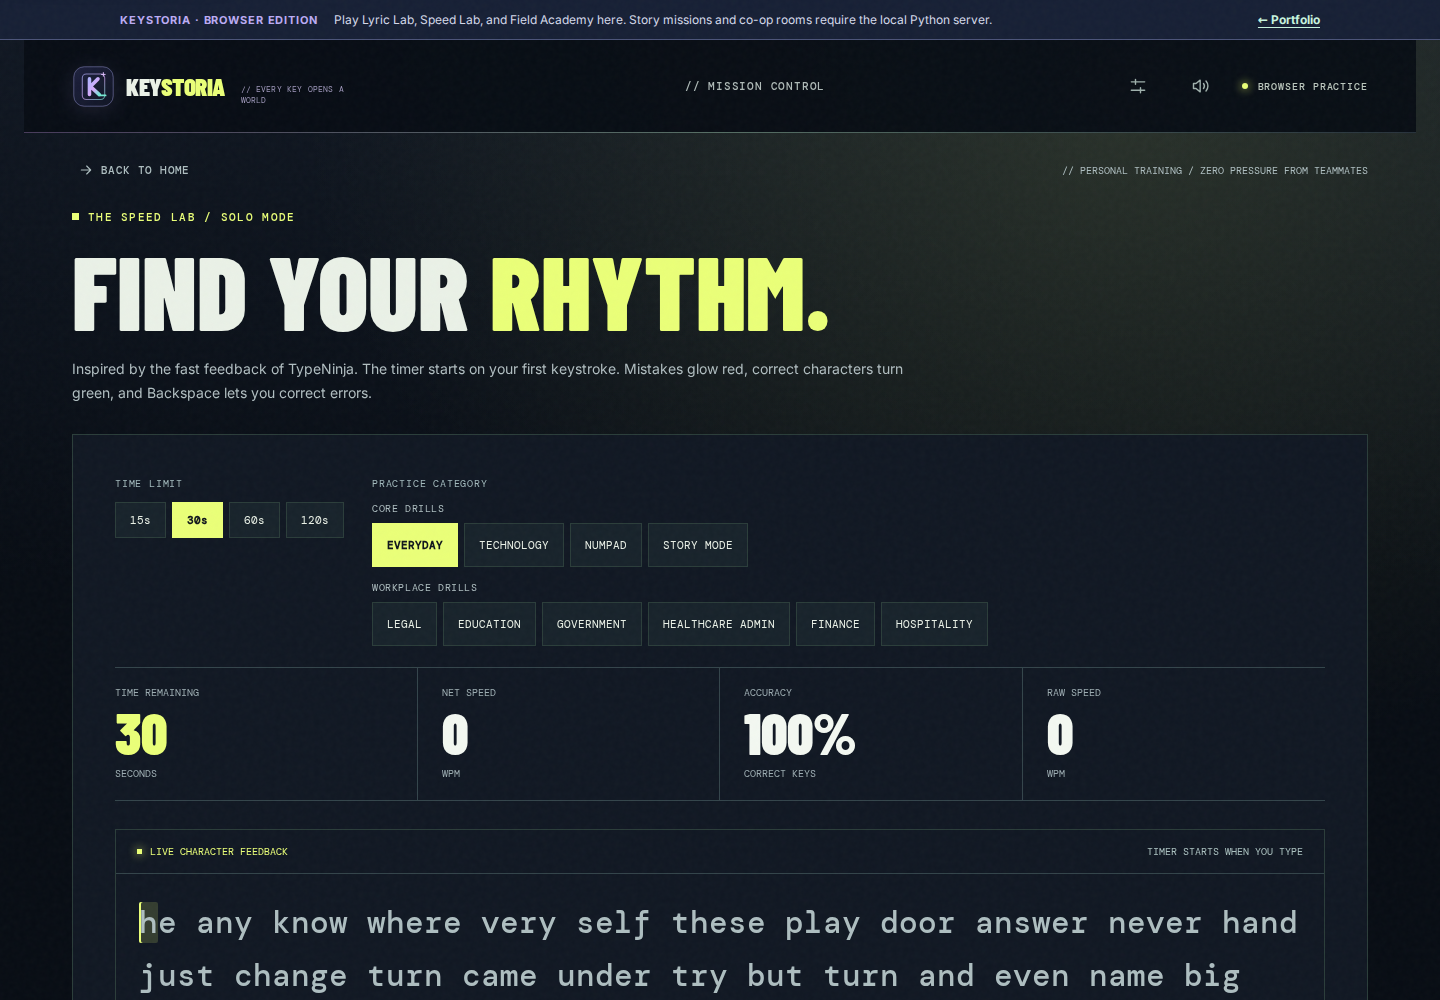 KEYSTORIA · BROWSER EDITION Play Lyric Lab, Speed Lab, and Field Academy here. Story missions and co-op rooms require the local Python server. ← Portfolio
K KEYSTORIA // EVERY KEY OPENS A WORLD // MISSION CONTROL BROWSER PRACTICE
→ BACK TO HOME // PERSONAL TRAINING / ZERO PRESSURE FROM TEAMMATES
THE SPEED LAB / SOLO MODE
FIND YOUR RHYTHM.
Inspired by the fast feedback of TypeNinja. The timer starts on your first keystroke. Mistakes glow red, correct characters turn
green, and Backspace lets you correct errors.
TIME LIMIT
15s 30s 60s 120s
PRACTICE CATEGORY
CORE DRILLS
EVERYDAY TECHNOLOGY NUMPAD STORY MODE
WORKPLACE DRILLS
LEGAL EDUCATION GOVERNMENT HEALTHCARE ADMIN FINANCE HOSPITALITY
TIME REMAINING
30
SECONDS
NET SPEED
0
WPM
ACCURACY
100%
CORRECT KEYS
RAW SPEED
0
WPM
LIVE CHARACTER FEEDBACK TIMER STARTS WHEN YOU TYPE
he any know where very self these play door answer never hand
just change turn came under try but turn and even name big